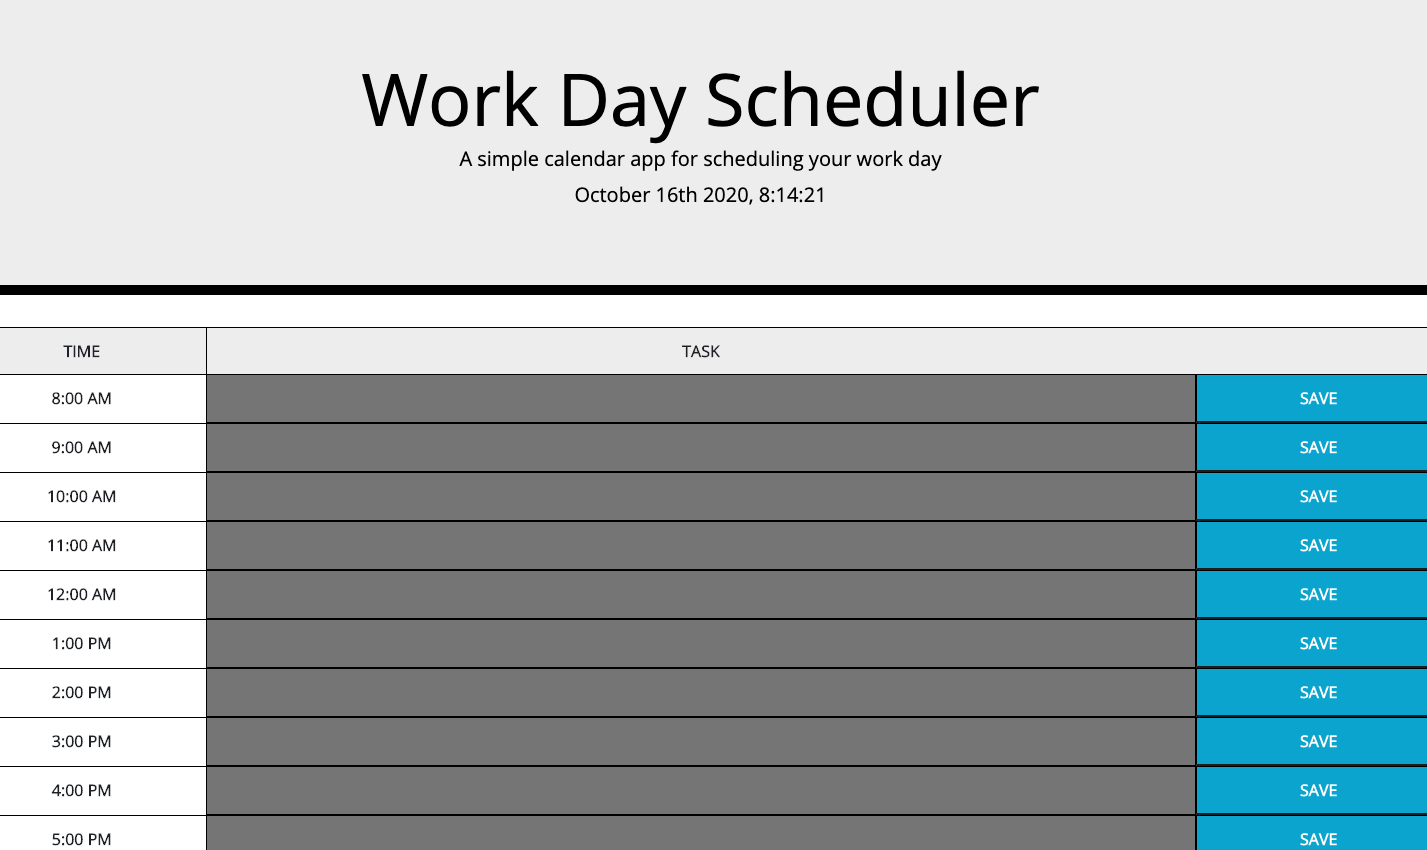 Work Day Scheduler
A simple calendar app for scheduling your work day
October 16th 2020, 8:14:21
TIME TASK
8:00 AM SAVE
9:00 AM SAVE
10:00 AM SAVE
11:00 AM SAVE
12:00 AM SAVE
1:00 PM SAVE
2:00 PM SAVE
3:00 PM SAVE
4:00 PM SAVE
5:00 PM SAVE